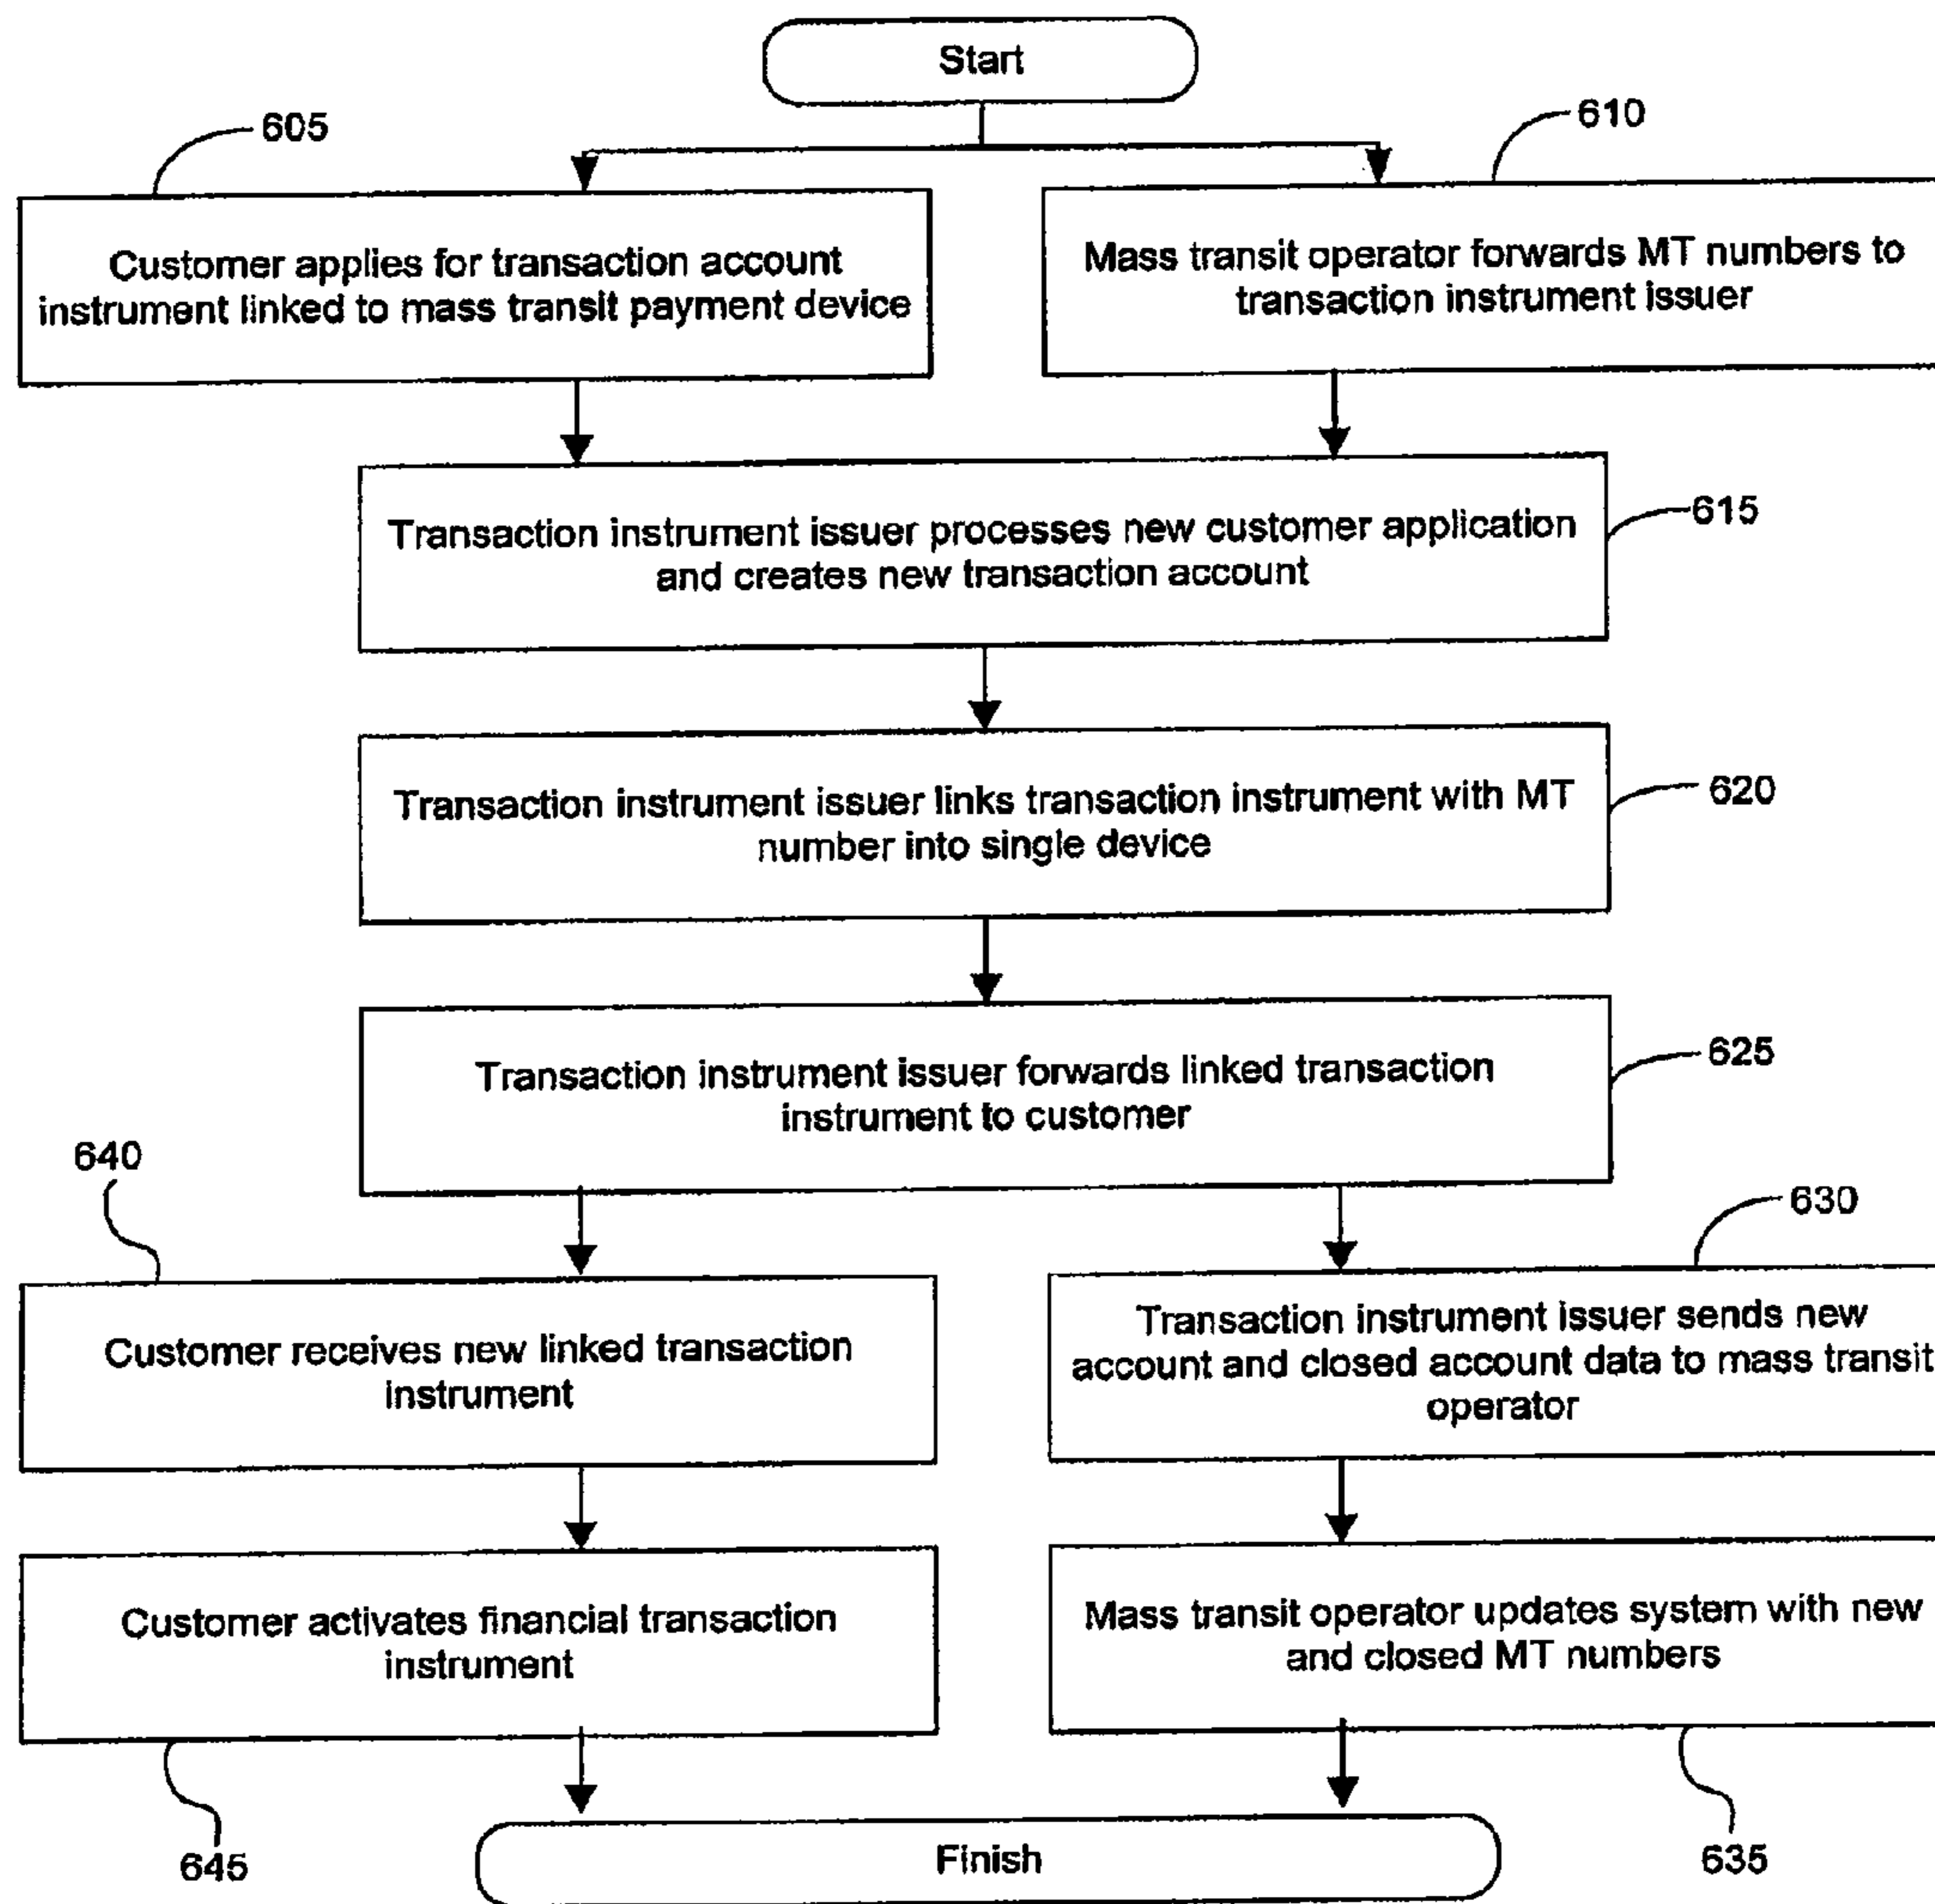 Start
605
610
Customer applies for transaction account
instrument linked to mass transit payment device
Mass transit operator forwards MT numbers to
transaction instrument issuer
Transaction instrument issuer processes new customer application
and creates new transaction account
615
Transaction instrument issuer links transaction instrument with MT
number into single device
620
Transaction instrument issuer forwards linked transaction
instrument to customer
625
640
630
Customer receives new linked transaction
instrument
Transaction instrument issuer sends new
account and closed account data to mass transit
operator
Customer activates financial transaction
instrument
Mass transit operator updates system with new
and closed MT numbers
645
Finish
635